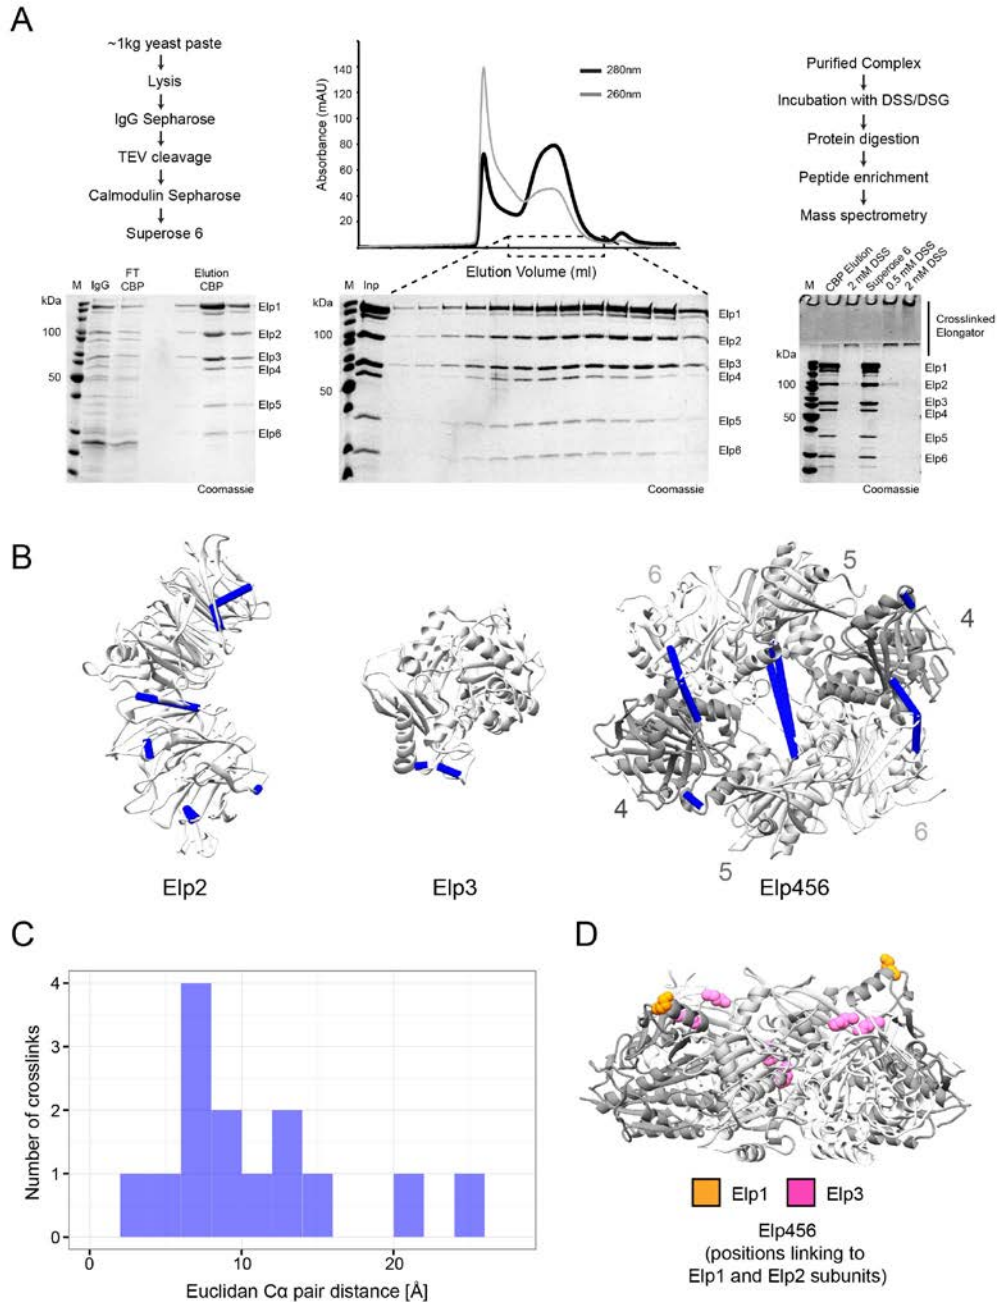 A
~1kg yeast paste
Lysis
IgG Sepharose
TEV cleavage
Calmodulin Sepharose
Superose 6
Absorbance (mAU)
140
120
100
80
60
40
20
280nm
260nm
Elution Volume (ml)
Purified Complex
Incubation with DSS/DSG
Protein digestion
Peptide enrichment
Mass spectrometry
M IgG FT CBP Elution CBP
kDa
100
50
Elp1
Elp2
Elp3
Elp4
Elp5
Elp6
Coomassie
M Inp
kDa
100
50
Elp1
Elp2
Elp3
Elp4
Elp5
Elp6
Coomassie
M CBP Elution 2 mM DSS Superose 6 0.5 mM DSS 2 mM DSS
Crosslinked
Elongator
kDa
100
50
Elp1
Elp2
Elp3
Elp4
Elp5
Elp6
Coomassie
B
6 5 4
4 5 6
Elp2 Elp3 Elp456
C
Number of crosslinks
4
3
2
1
0
0 10 20
Euclidan Cα pair distance [Å]
D
Elp1 Elp3
Elp456
(positions linking to
Elp1 and Elp2 subunits)